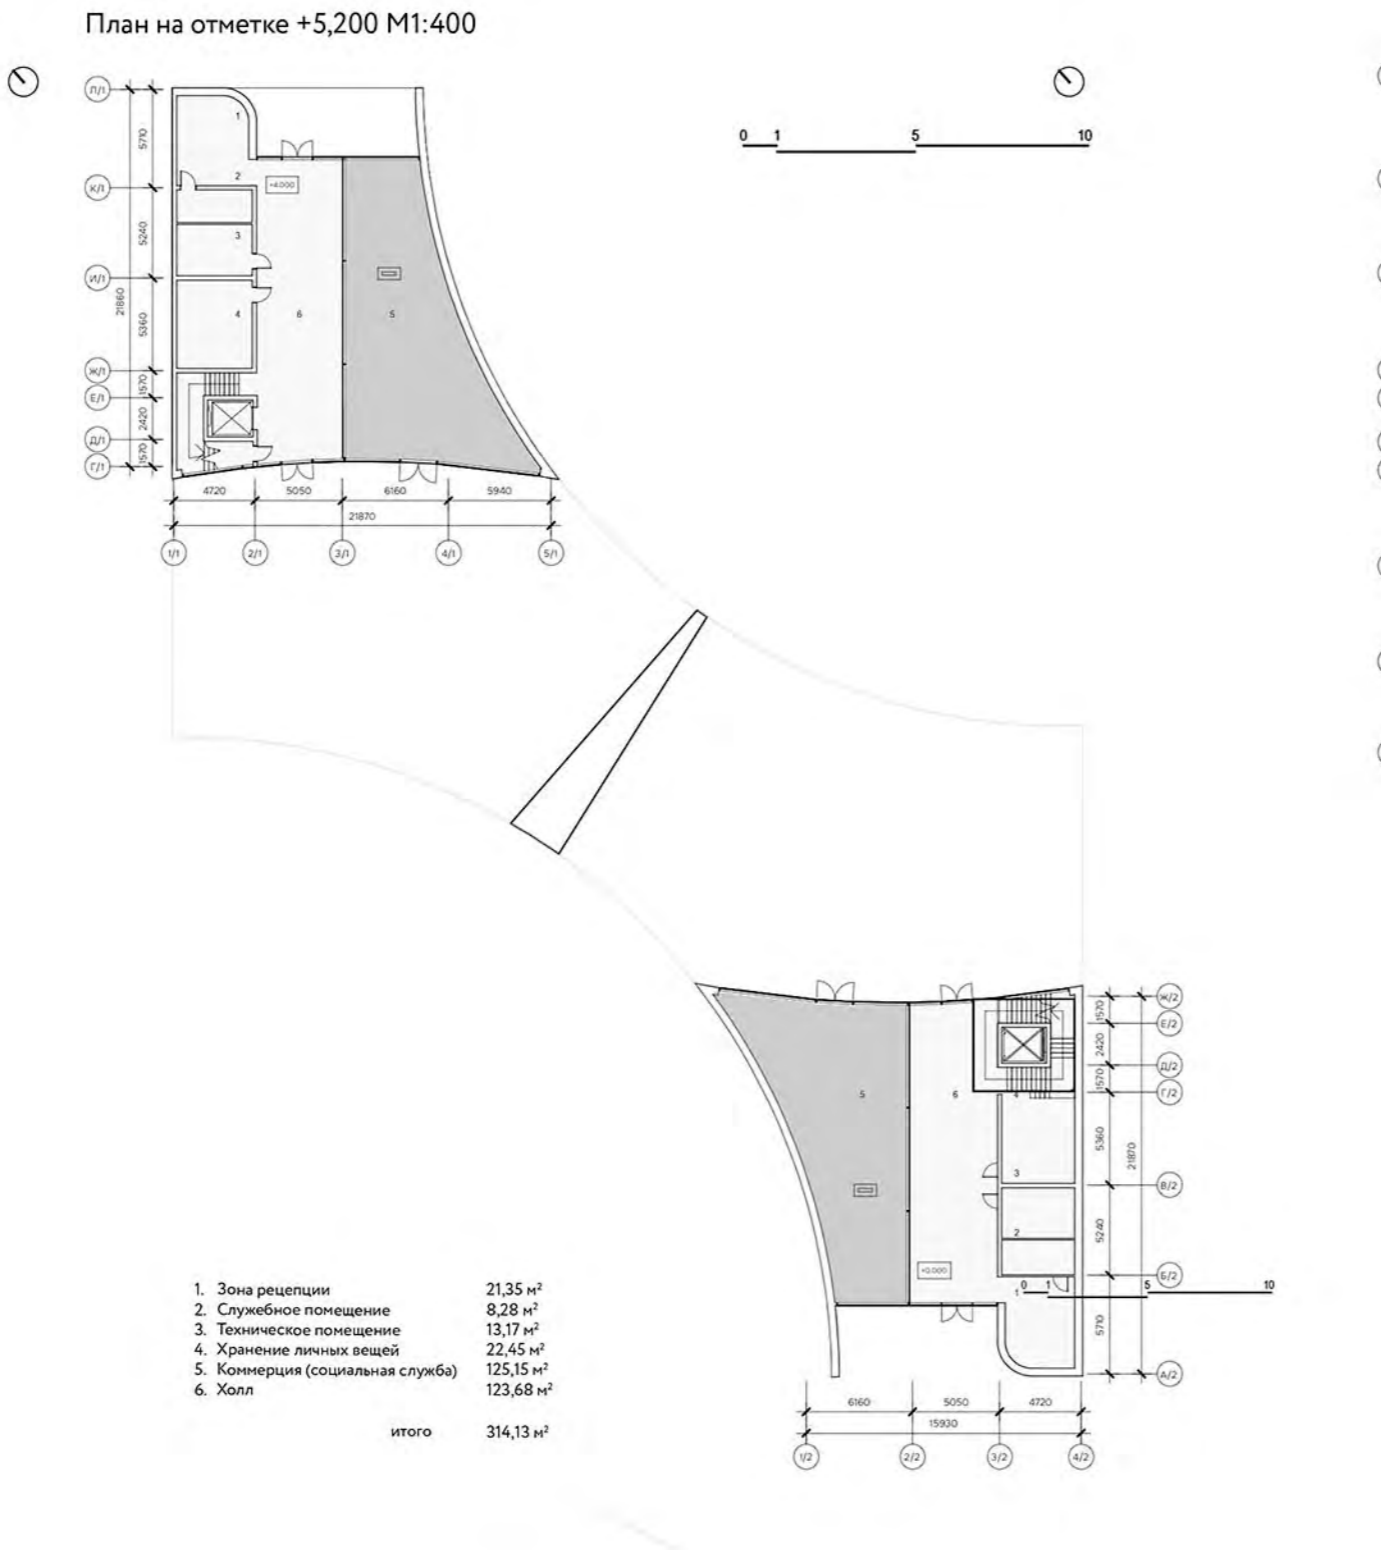 План на отметке +5,200 М1:400
0 1 5 10
Л/1
К/1
И/1
Ж/1
Е/1
Д/1
Г/1
5710
5240
5360
1570
2420
1570
21860
1
2
+4.000
3
4
6
5
4720 5050 6160 5940
21870
1/1 2/1 3/1 4/1 5/1
5
6
4
3
2
1
+0.000
1570
2420
1570
5360
5240
5710
21870
Ж/2
Е/2
Д/2
Г/2
В/2
Б/2
А/2
0 1 5 10
6160 5050 4720
15930
1/2 2/2 3/2 4/2
1. Зона рецепции 21,35 м²
2. Служебное помещение 8,28 м²
3. Техническое помещение 13,17 м²
4. Хранение личных вещей 22,45 м²
5. Коммерция (социальная служба) 125,15 м²
6. Холл 123,68 м²
итого 314,13 м²